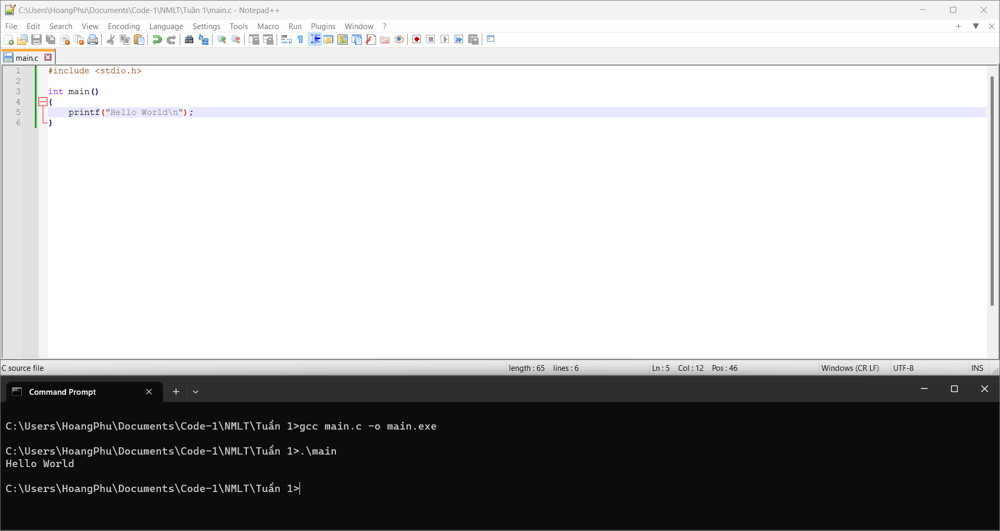 C:\Users\HoangPhu\Documents\Code-1\NMLT\Tuần 1\main.c - Notepad++
File Edit Search View Encoding Language Settings Tools Macro Run Plugins Window ?
main.c
1 #include <stdio.h>
2
3 int main()
4 {
5     printf("Hello World\n");
6 }
C source file length : 65 lines : 6 Ln : 5 Col : 12 Pos : 46 Windows (CR LF) UTF-8 INS
Command Prompt
C:\Users\HoangPhu\Documents\Code-1\NMLT\Tuần 1>gcc main.c -o main.exe
C:\Users\HoangPhu\Documents\Code-1\NMLT\Tuần 1>.\main
Hello World
C:\Users\HoangPhu\Documents\Code-1\NMLT\Tuần 1>